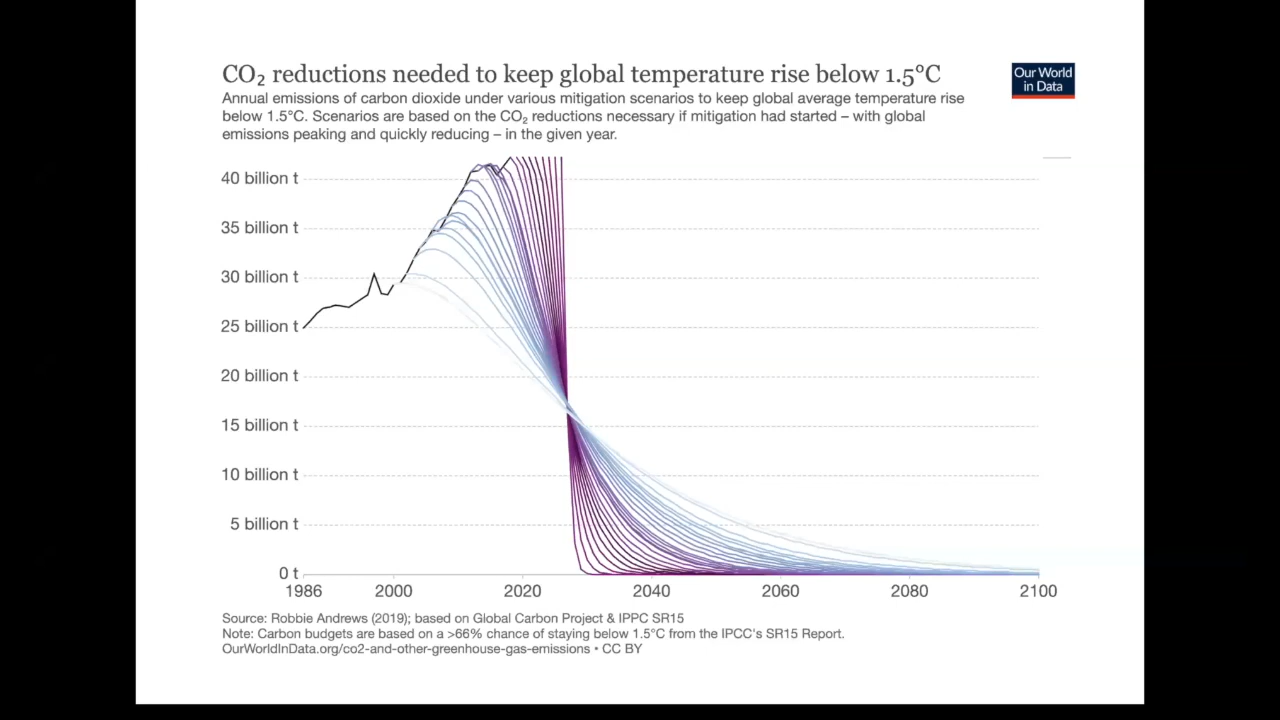 CO₂ reductions needed to keep global temperature rise below 1.5°C
Our World
in Data
Annual emissions of carbon dioxide under various mitigation scenarios to keep global average temperature rise
below 1.5°C. Scenarios are based on the CO₂ reductions necessary if mitigation had started – with global
emissions peaking and quickly reducing – in the given year.
40 billion t
35 billion t
30 billion t
25 billion t
20 billion t
15 billion t
10 billion t
5 billion t
0 t
1986 2000 2020 2040 2060 2080 2100
Source: Robbie Andrews (2019); based on Global Carbon Project & IPPC SR15
Note: Carbon budgets are based on a >66% chance of staying below 1.5°C from the IPCC's SR15 Report.
OurWorldInData.org/co2-and-other-greenhouse-gas-emissions • CC BY